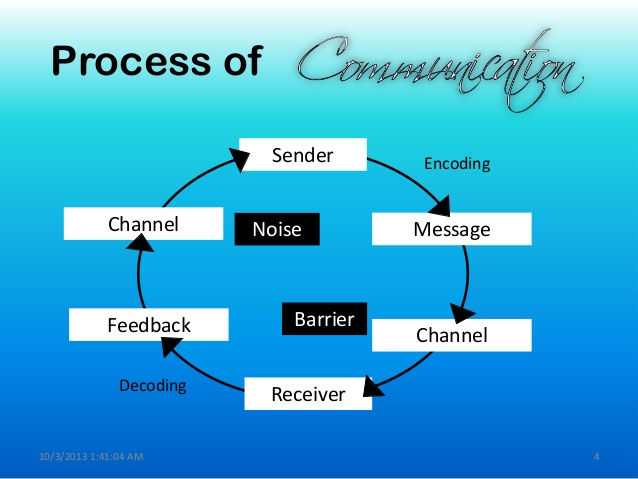 Process of Communication
Sender
Encoding
Channel
Noise
Message
Feedback
Barrier
Channel
Decoding
Receiver
10/3/2013 1:41:04 AM
4